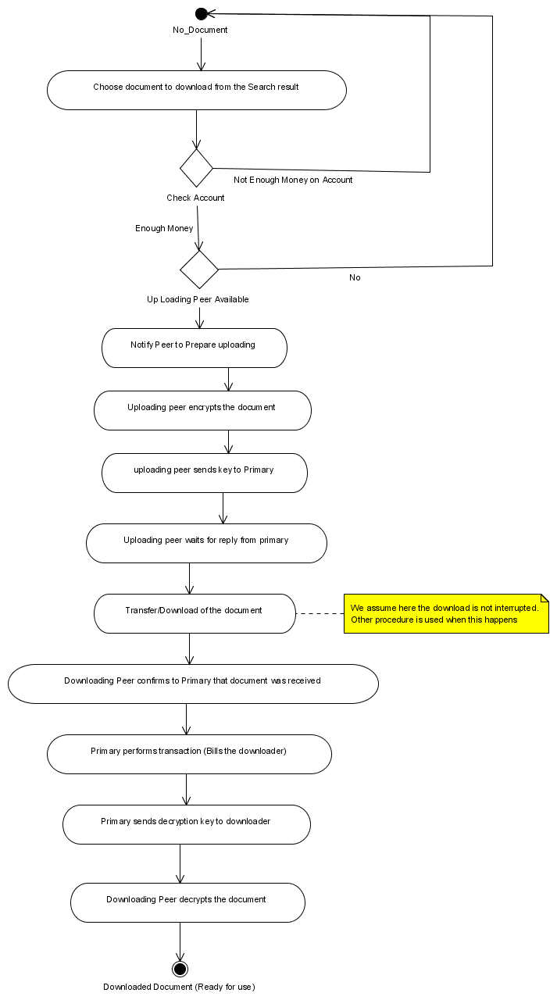 No_Document
Choose document to download from the Search result
Not Enough Money on Account
Check Account
Enough Money
No
Up Loading Peer Available
Notify Peer to Prepare uploading
Uploading peer encrypts the document
uploading peer sends key to Primary
Uploading peer waits for reply from primary
Transfer/Download of the document
We assume here the download is not interrupted.
Other procedure is used when this happens
Downloading Peer confirms to Primary that document was received
Primary performs transaction (Bills the downloader)
Primary sends decryption key to downloader
Downloading Peer decrypts the document
Downloaded Document (Ready for use)